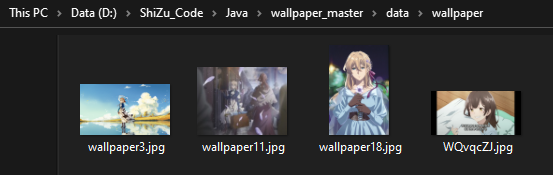 This PC > Data (D:) > ShiZu_Code > Java > wallpaper_master > data > wallpaper
wallpaper3.jpg
wallpaper11.jpg
wallpaper18.jpg
WQvqcZJ.jpg